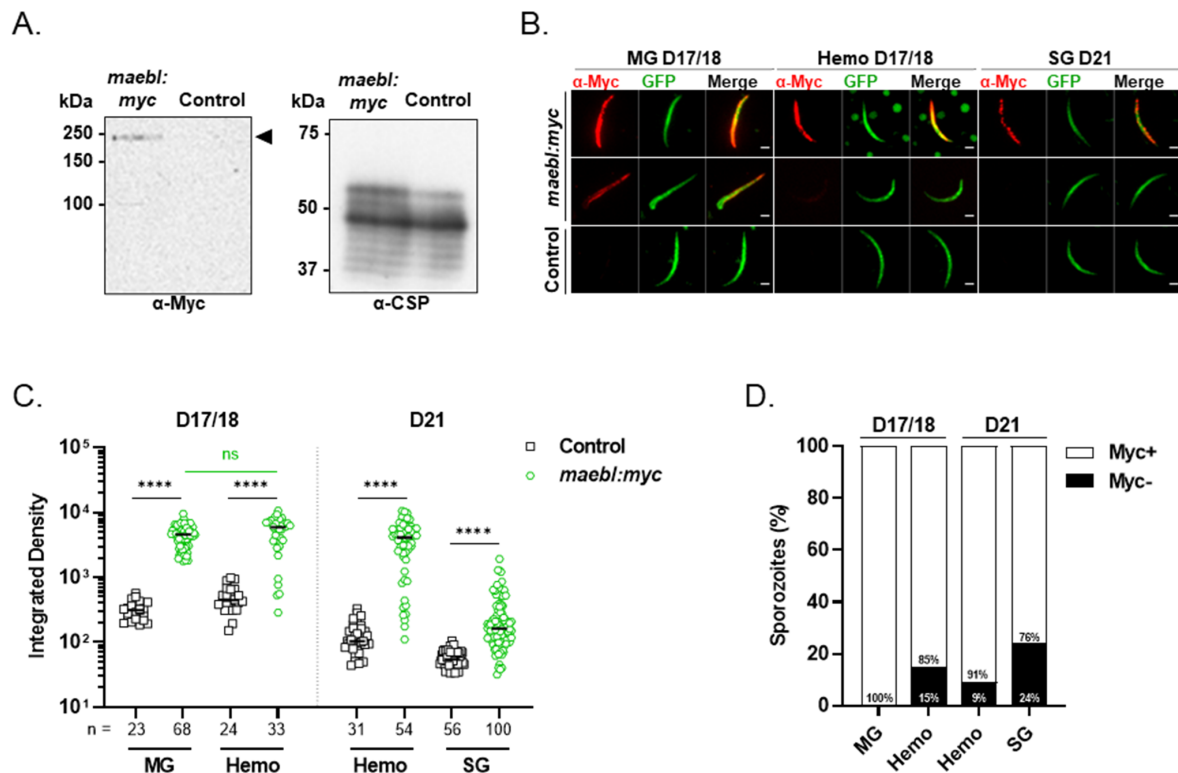 A.
maebl:
myc
Control
kDa
250
150
100
α-Myc
maebl:
myc
Control
kDa
75
50
37
α-CSP
B.
MG D17/18
Hemo D17/18
SG D21
α-Myc GFP Merge α-Myc GFP Merge α-Myc GFP Merge
maebl:myc
Control
C.
D17/18
D21
Control
maebl:myc
ns
**** **** **** ****
Integrated Density
10⁵
10⁴
10³
10²
10¹
n = 23 68 24 33 31 54 56 100
MG Hemo Hemo SG
D.
D17/18 D21
Myc+
Myc-
Sporozoites (%)
100
80
60
40
20
0
100% 85% 91% 76%
15% 9% 24%
MG Hemo Hemo SG